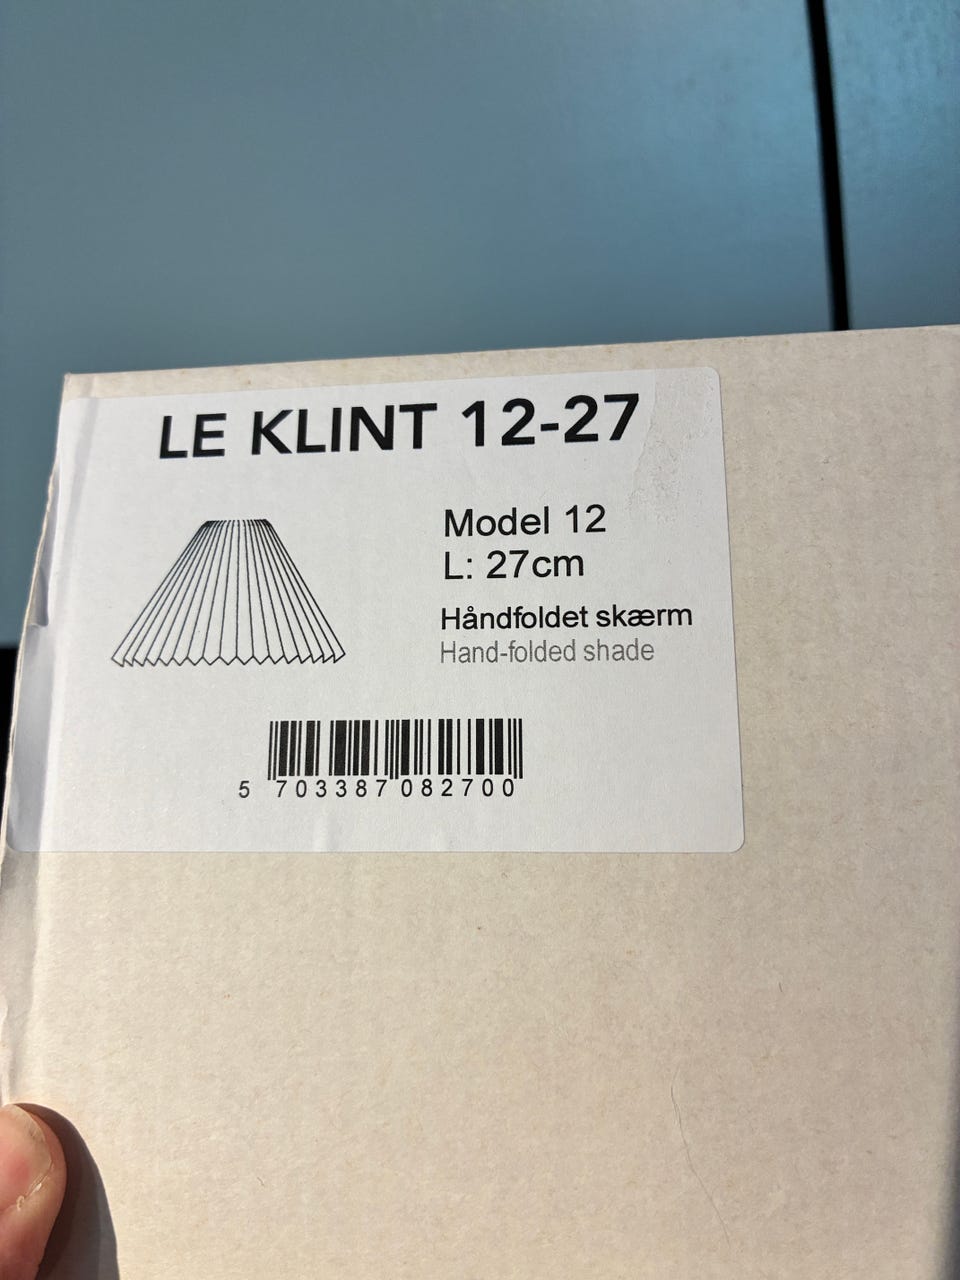 LE KLINT 12-27
Model 12
L: 27cm
Håndfoldet skærm
Hand-folded shade
5 703387 082700